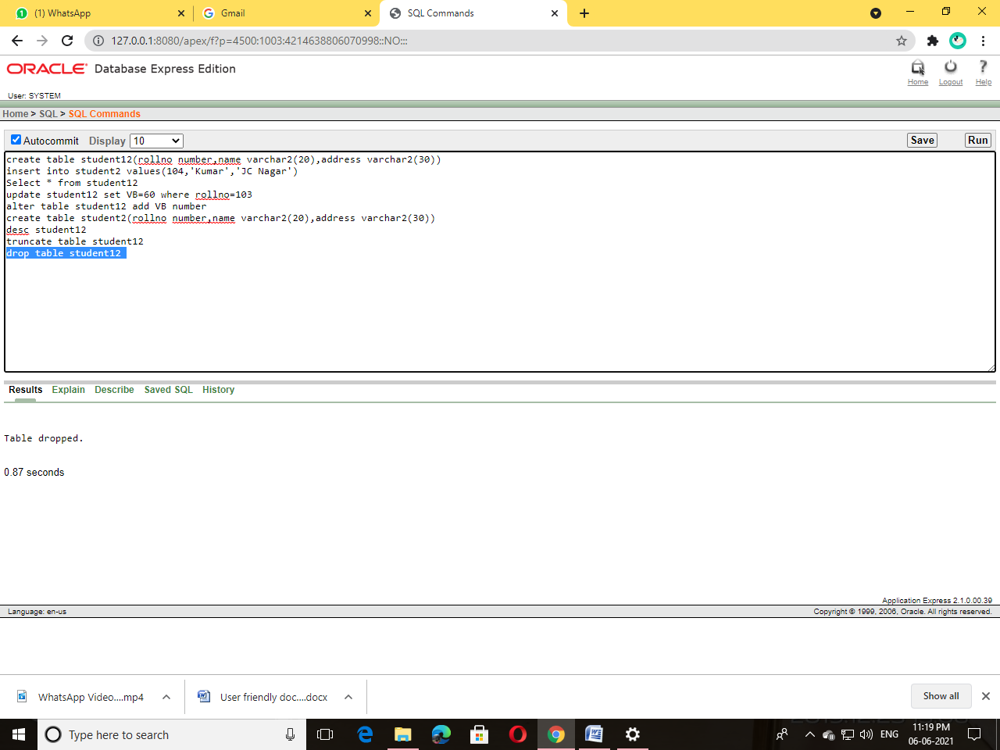 (1) WhatsApp
Gmail
SQL Commands
127.0.0.1:8080/apex/f?p=4500:1003:4214638806070998::NO:::
ORACLE Database Express Edition
Home Logout Help
User: SYSTEM
Home > SQL > SQL Commands
Autocommit Display 10 Save Run
create table student12(rollno number,name varchar2(20),address varchar2(30))
insert into student2 values(104,'Kumar','JC Nagar')
Select * from student12
update student12 set VB=60 where rollno=103
alter table student12 add VB number
create table student2(rollno number,name varchar2(20),address varchar2(30))
desc student12
truncate table student12
drop table student12
Results Explain Describe Saved SQL History
Table dropped.
0.87 seconds
Application Express 2.1.0.00.39
Language: en-us
Copyright © 1999, 2006, Oracle. All rights reserved.
WhatsApp Video....mp4
User friendly doc....docx
Show all
Type here to search
ENG
11:19 PM
06-06-2021